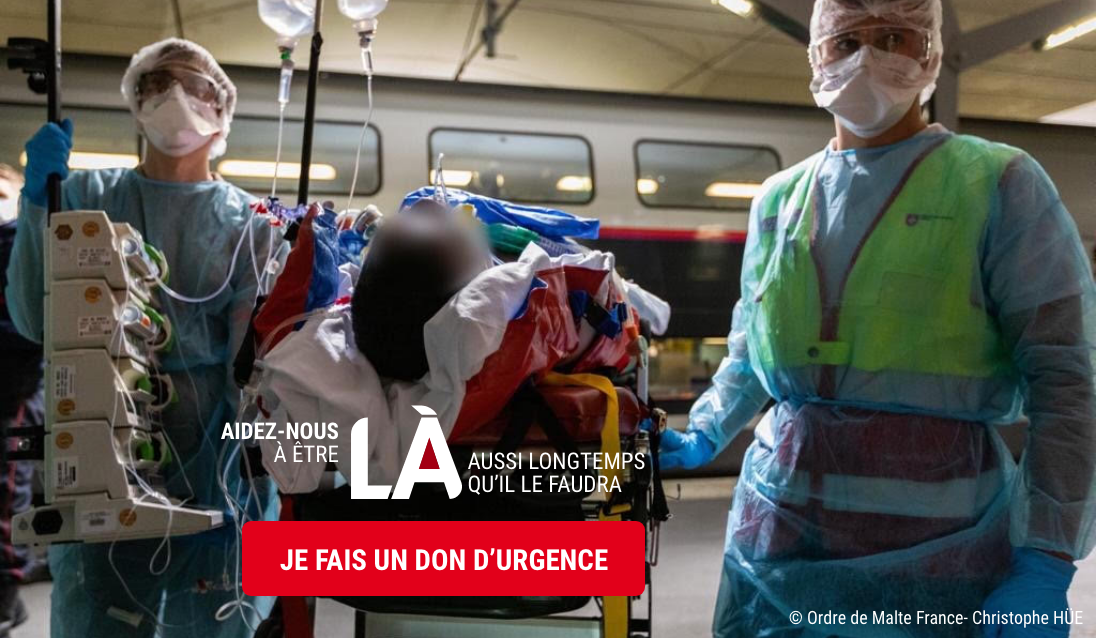 AIDEZ-NOUS
À ÊTRE
LÀ
AUSSI LONGTEMPS
QU'IL LE FAUDRA
JE FAIS UN DON D'URGENCE
© Ordre de Malte France- Christophe HÜE